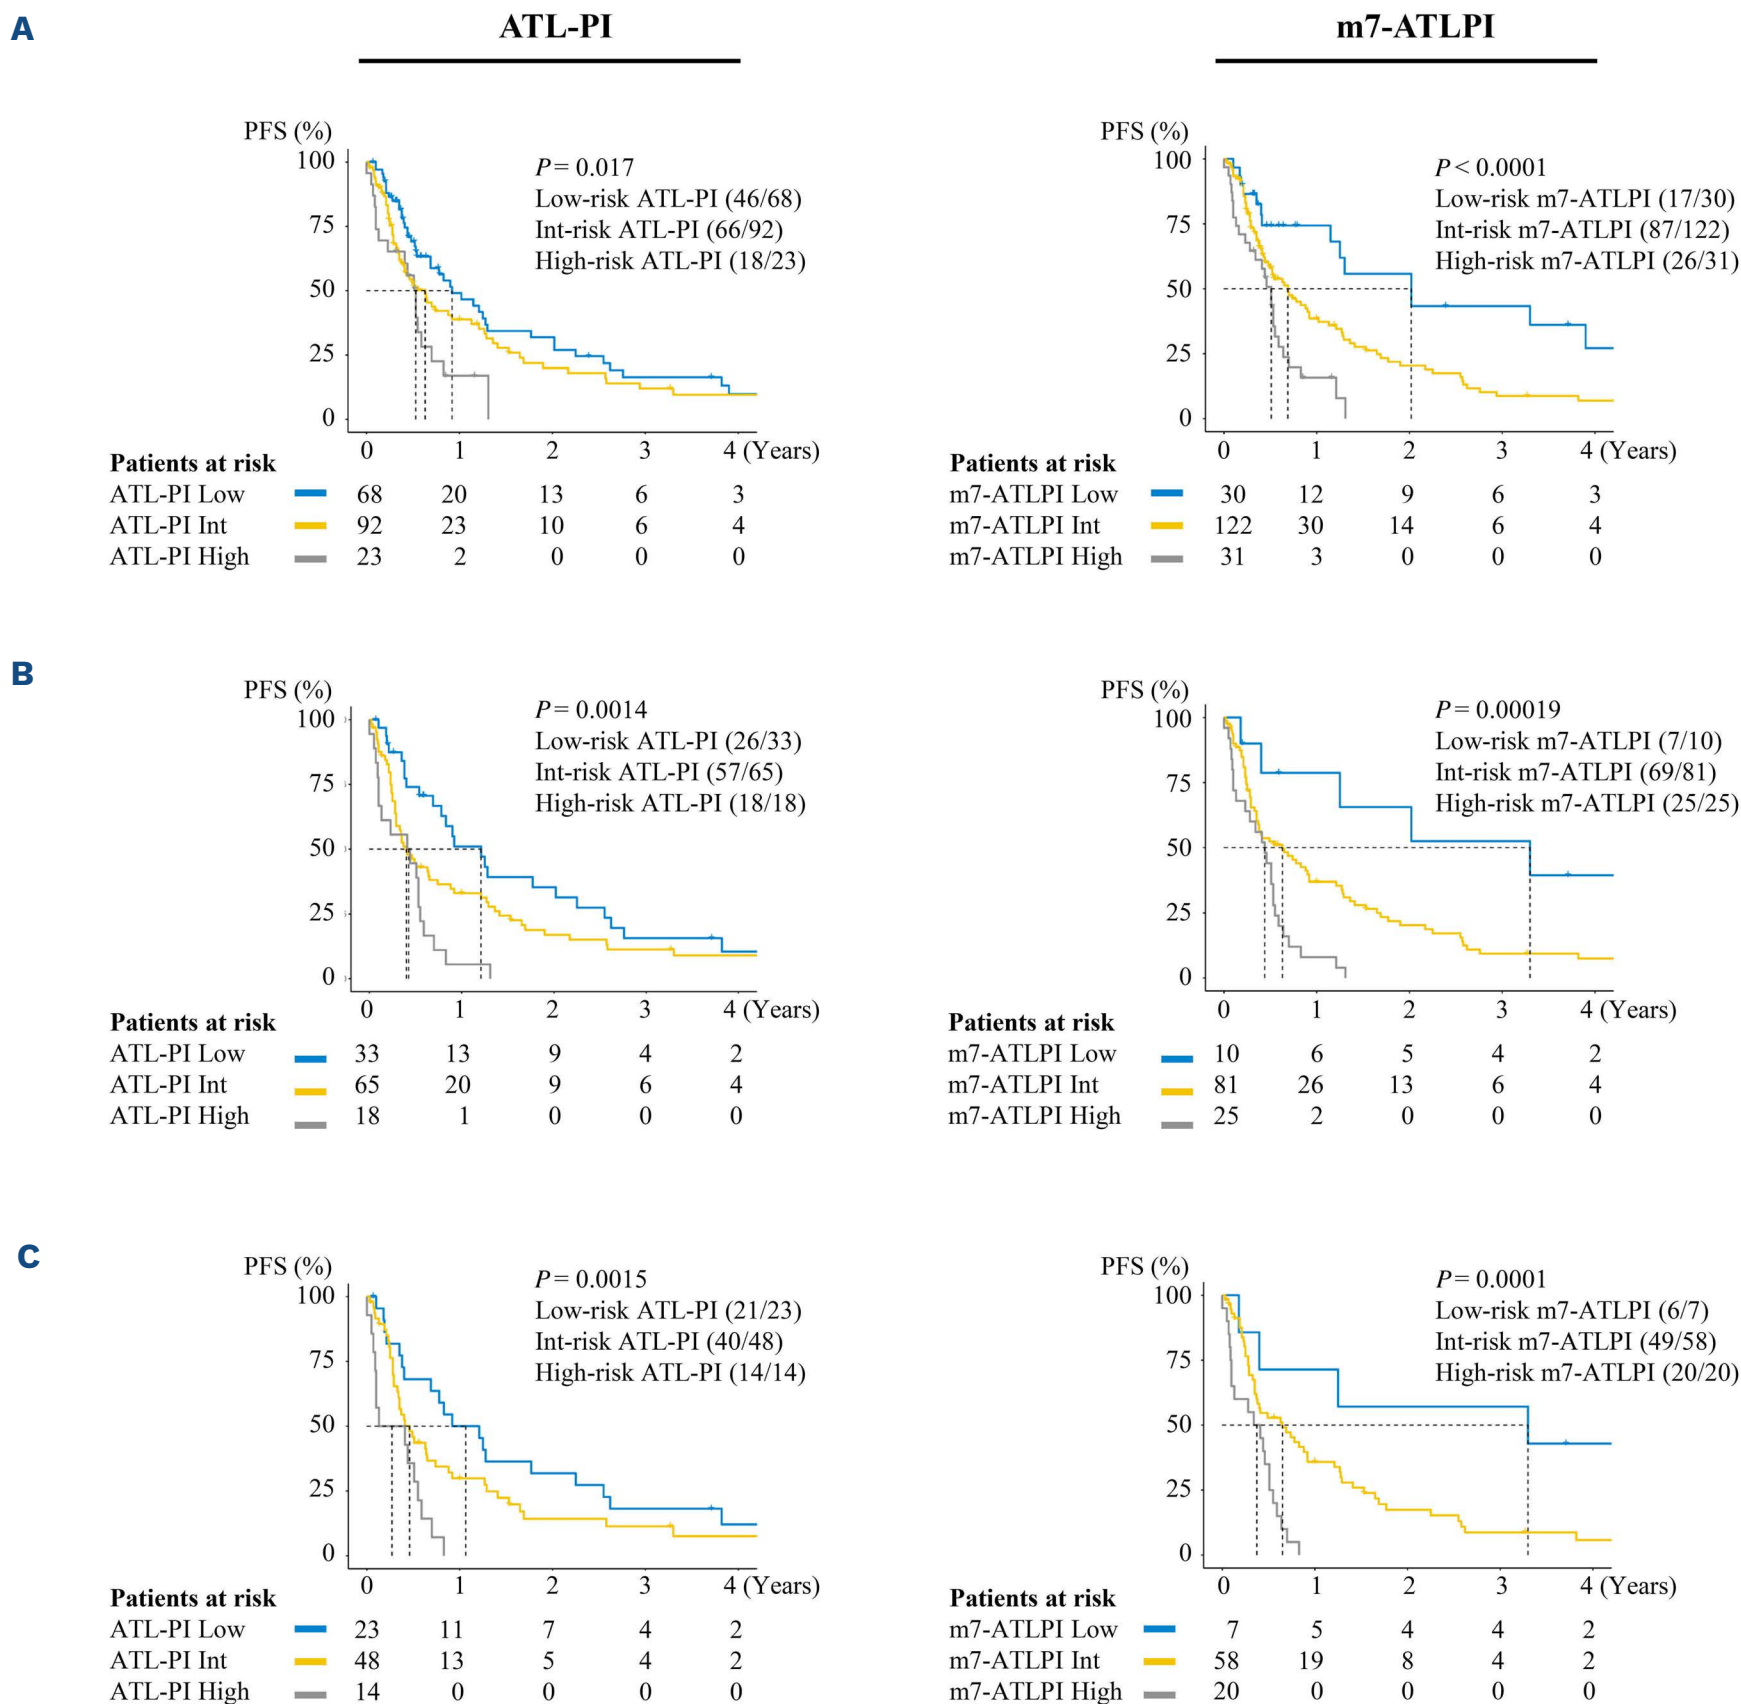 A
ATL-PI
m7-ATLPI
PFS (%)
100
75
50
25
0
P = 0.017
Low-risk ATL-PI (46/68)
Int-risk ATL-PI (66/92)
High-risk ATL-PI (18/23)
0 1 2 3 4 (Years)
Patients at risk
ATL-PI Low 68 20 13 6 3
ATL-PI Int 92 23 10 6 4
ATL-PI High 23 2 0 0 0
PFS (%)
100
75
50
25
0
P < 0.0001
Low-risk m7-ATLPI (17/30)
Int-risk m7-ATLPI (87/122)
High-risk m7-ATLPI (26/31)
0 1 2 3 4 (Years)
Patients at risk
m7-ATLPI Low 30 12 9 6 3
m7-ATLPI Int 122 30 14 6 4
m7-ATLPI High 31 3 0 0 0
B
PFS (%)
100
75
50
25
0
P = 0.0014
Low-risk ATL-PI (26/33)
Int-risk ATL-PI (57/65)
High-risk ATL-PI (18/18)
0 1 2 3 4 (Years)
Patients at risk
ATL-PI Low 33 13 9 4 2
ATL-PI Int 65 20 9 6 4
ATL-PI High 18 1 0 0 0
PFS (%)
100
75
50
25
0
P = 0.00019
Low-risk m7-ATLPI (7/10)
Int-risk m7-ATLPI (69/81)
High-risk m7-ATLPI (25/25)
0 1 2 3 4 (Years)
Patients at risk
m7-ATLPI Low 10 6 5 4 2
m7-ATLPI Int 81 26 13 6 4
m7-ATLPI High 25 2 0 0 0
C
PFS (%)
100
75
50
25
0
P = 0.0015
Low-risk ATL-PI (21/23)
Int-risk ATL-PI (40/48)
High-risk ATL-PI (14/14)
0 1 2 3 4 (Years)
Patients at risk
ATL-PI Low 23 11 7 4 2
ATL-PI Int 48 13 5 4 2
ATL-PI High 14 0 0 0 0
PFS (%)
100
75
50
25
0
P = 0.0001
Low-risk m7-ATLPI (6/7)
Int-risk m7-ATLPI (49/58)
High-risk m7-ATLPI (20/20)
0 1 2 3 4 (Years)
Patients at risk
m7-ATLPI Low 7 5 4 4 2
m7-ATLPI Int 58 19 8 4 2
m7-ATLPI High 20 0 0 0 0